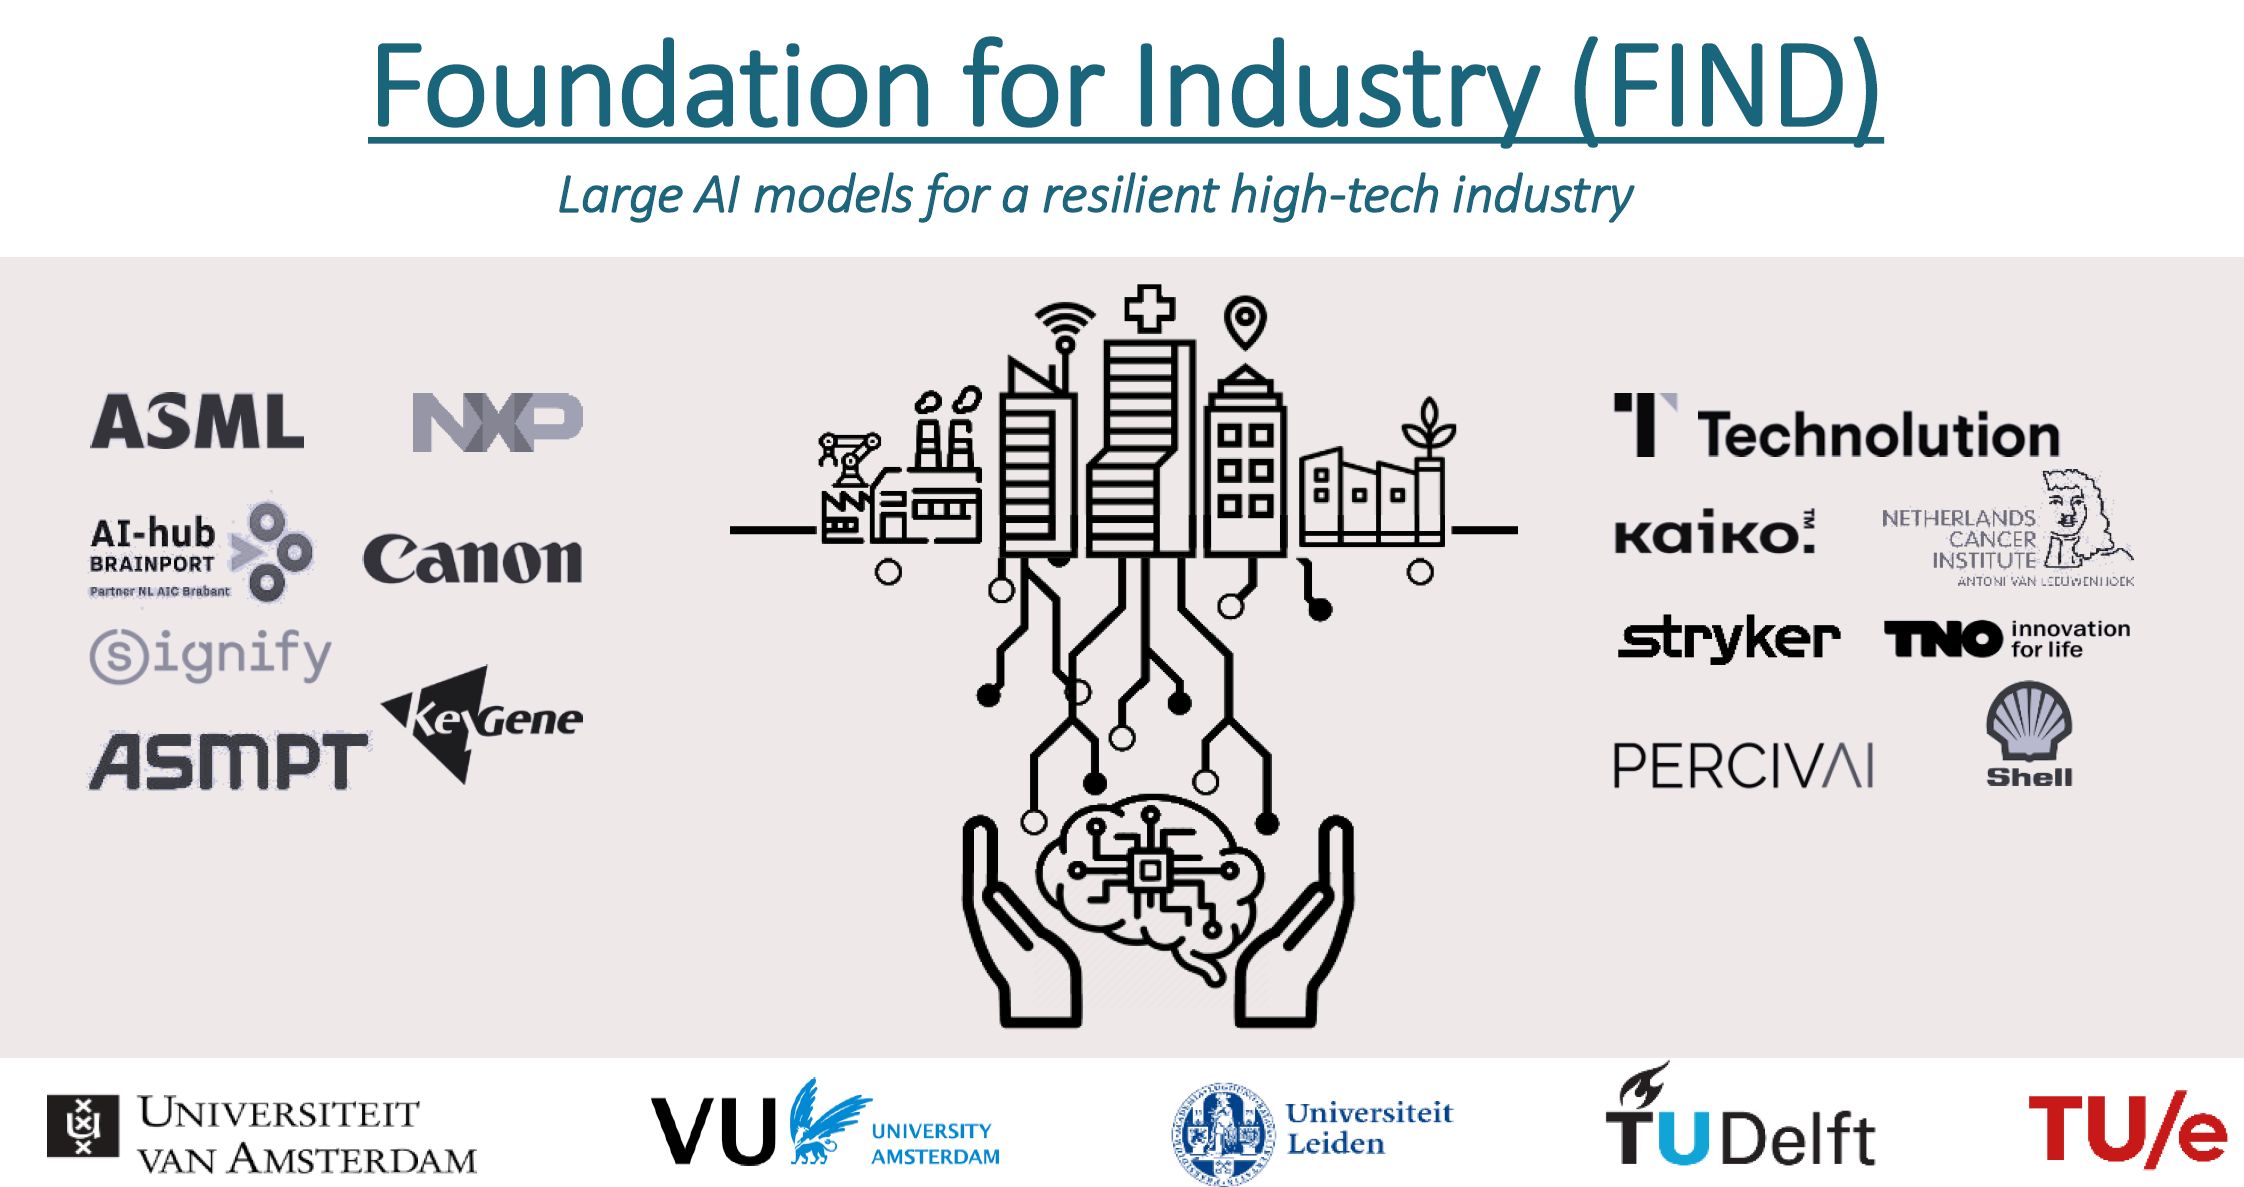 Foundation for Industry (FIND)
Large AI models for a resilient high-tech industry
ASML
NXP
AI-hub
BRAINPORT
Partner NL AIC Brabant
Canon
Signify
KeyGene
ASMPT
Technolution
kaiko.™
NETHERLANDS
CANCER
INSTITUTE
ANTONI VAN LEEUWENHOEK
stryker
TNO innovation
for life
PERCIVAI
Shell
UNIVERSITEIT
VAN AMSTERDAM
VU UNIVERSITY
AMSTERDAM
Universiteit
Leiden
TUDelft
TU/e